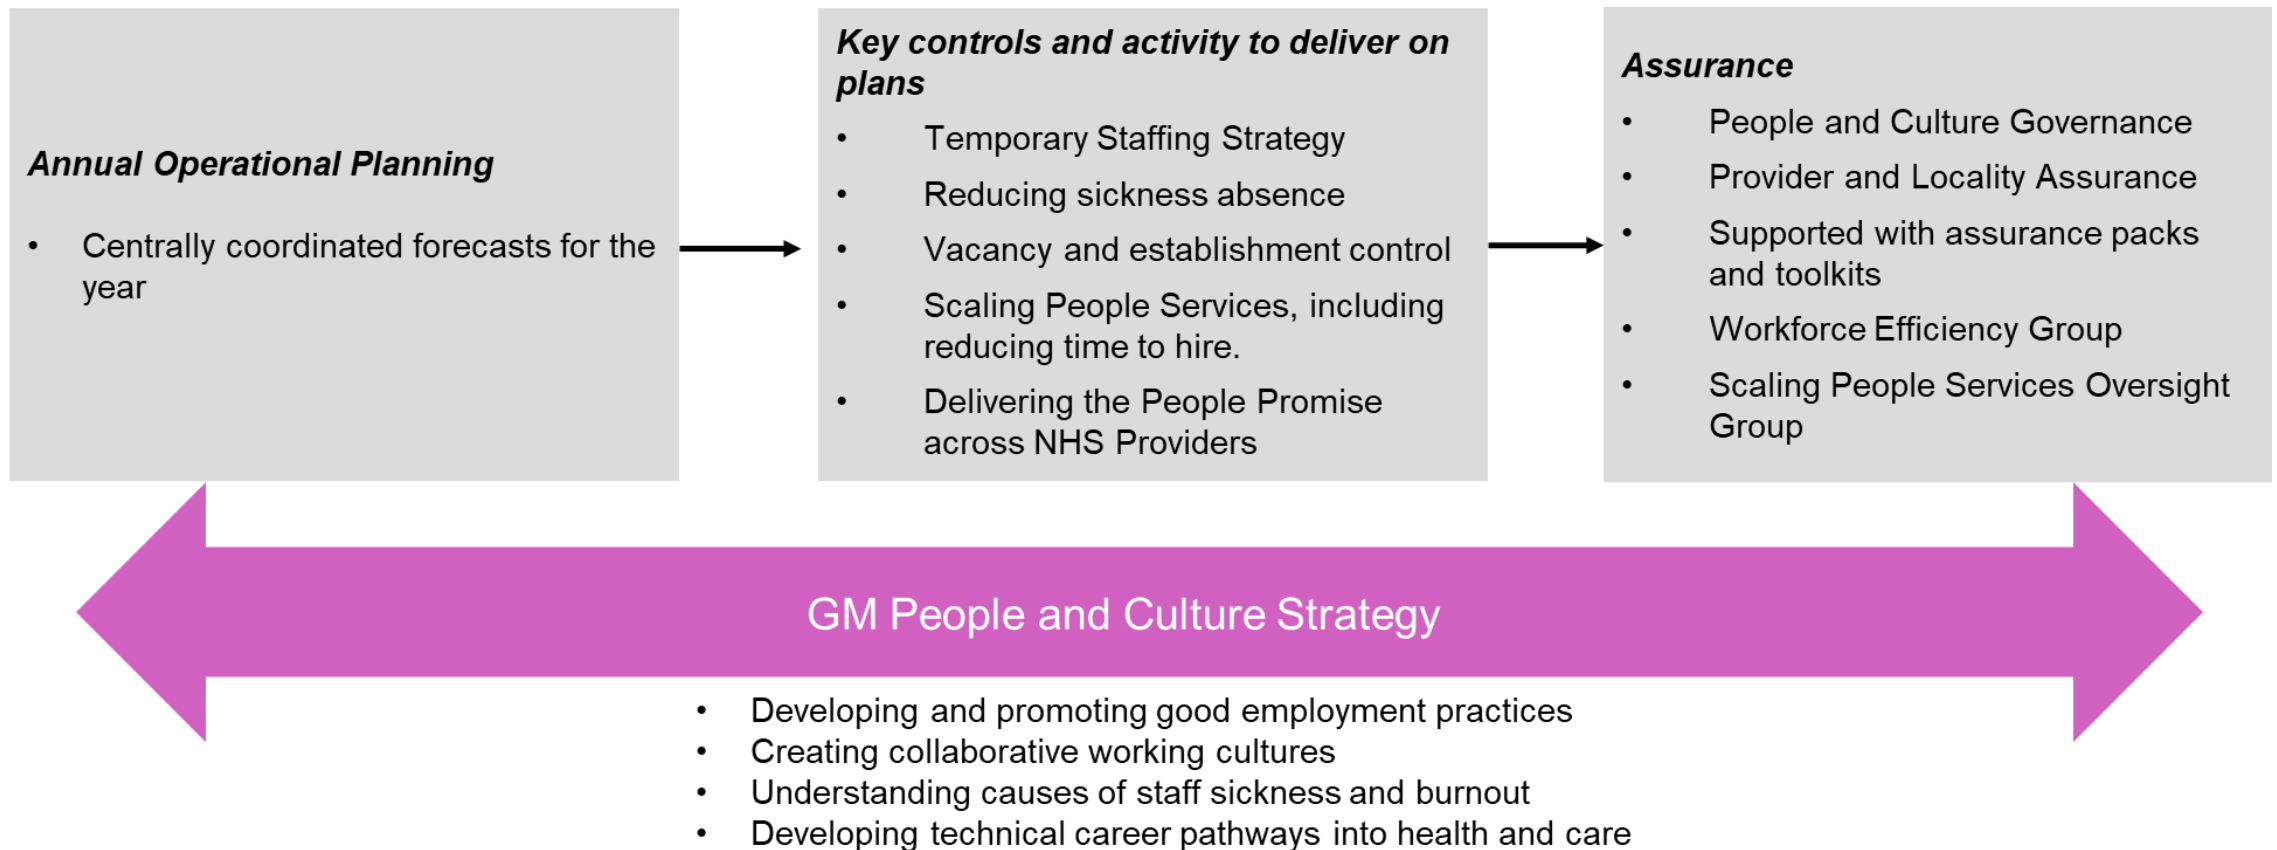 Annual Operational Planning
• Centrally coordinated forecasts for the
year
Key controls and activity to deliver on
plans
• Temporary Staffing Strategy
• Reducing sickness absence
• Vacancy and establishment control
• Scaling People Services, including
reducing time to hire.
• Delivering the People Promise
across NHS Providers
Assurance
• People and Culture Governance
• Provider and Locality Assurance
• Supported with assurance packs
and toolkits
• Workforce Efficiency Group
• Scaling People Services Oversight
Group
GM People and Culture Strategy
• Developing and promoting good employment practices
• Creating collaborative working cultures
• Understanding causes of staff sickness and burnout
• Developing technical career pathways into health and care